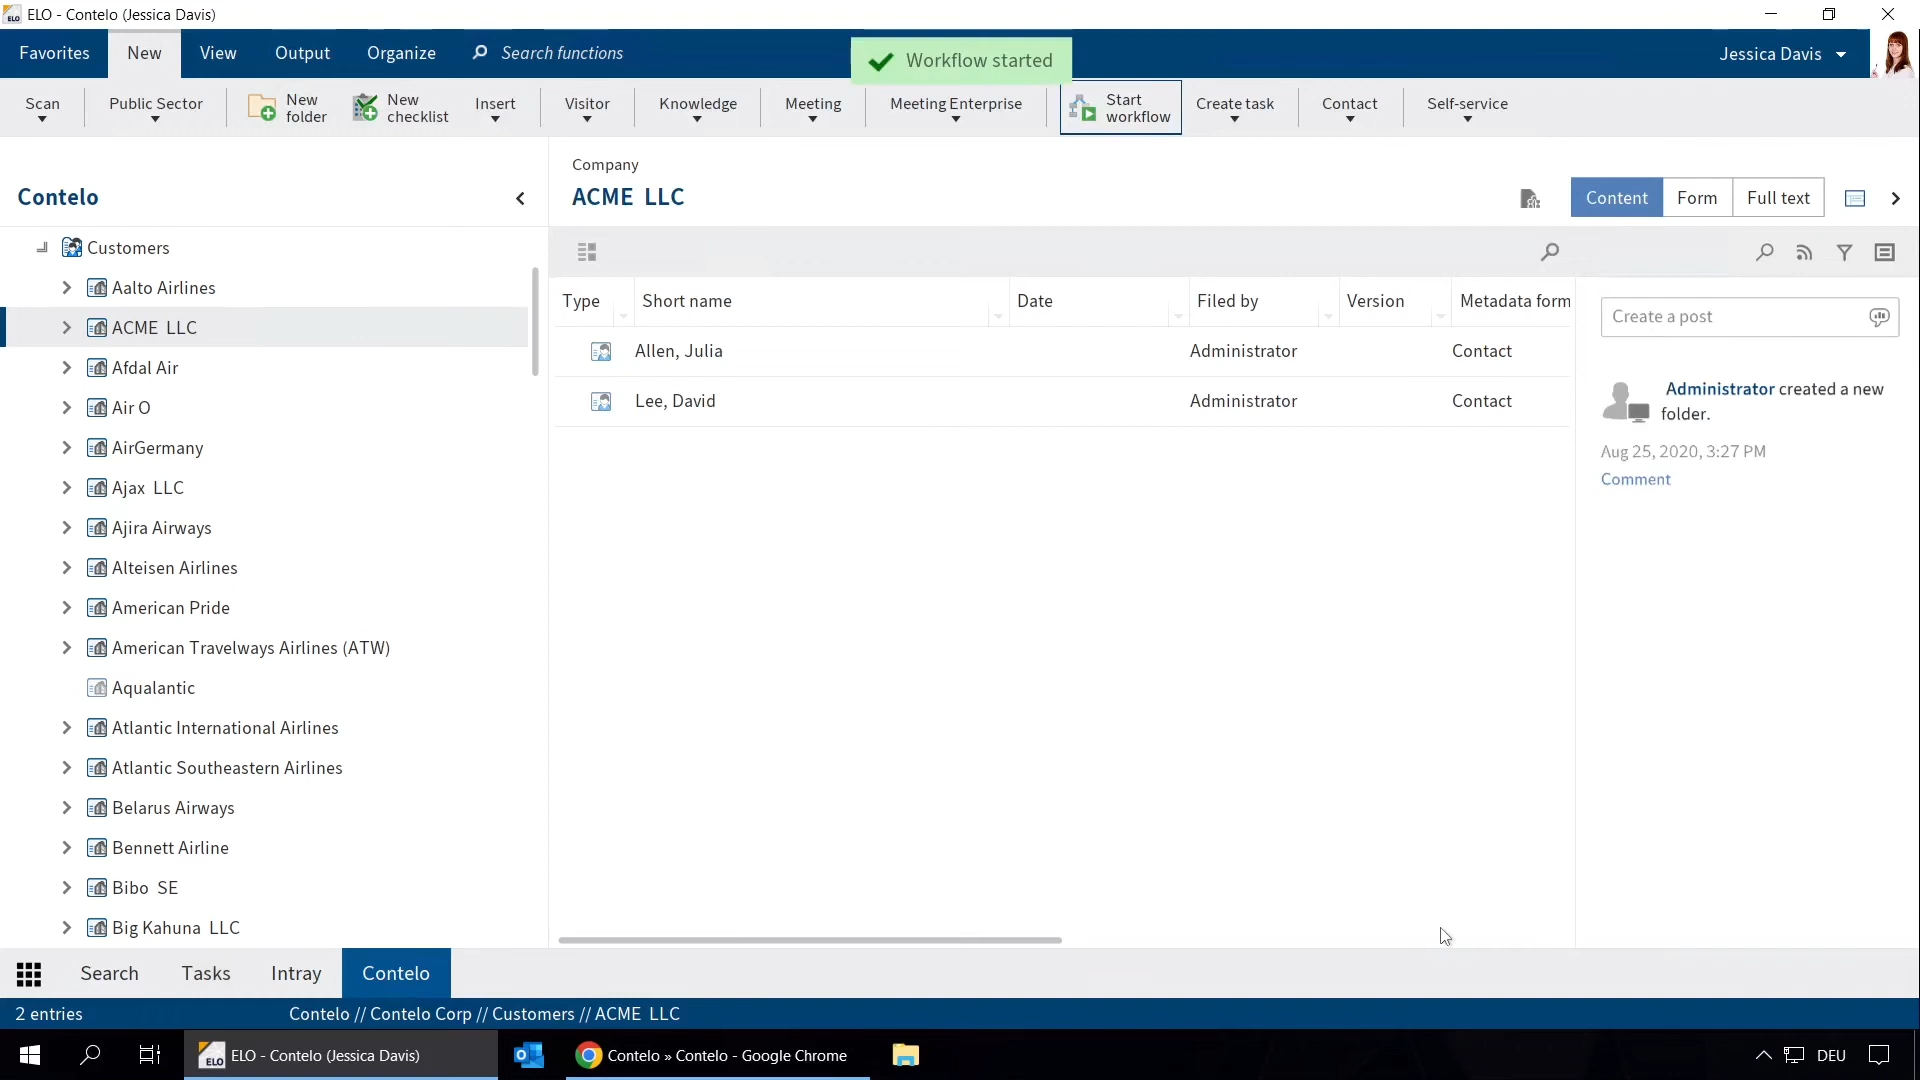 ELO - Contelo (Jessica Davis)
Favorites New View Output Organize Search functions
Workflow started
Jessica Davis
Scan Public Sector New folder New checklist Insert Visitor Knowledge Meeting Meeting Enterprise Start workflow Create task Contact Self-service
Contelo
Customers
Aalto Airlines
ACME LLC
Afdal Air
Air O
AirGermany
Ajax LLC
Ajira Airways
Alteisen Airlines
American Pride
American Travelways Airlines (ATW)
Aqualantic
Atlantic International Airlines
Atlantic Southeastern Airlines
Belarus Airways
Bennett Airline
Bibo SE
Big Kahuna LLC
Company
ACME LLC
Content Form Full text
Type Short name Date Filed by Version Metadata form
Allen, Julia Administrator Contact
Lee, David Administrator Contact
Create a post
Administrator created a new
folder.
Aug 25, 2020, 3:27 PM
Comment
Search Tasks Intray Contelo
2 entries Contelo // Contelo Corp // Customers // ACME LLC
ELO - Contelo (Jessica Davis) Contelo » Contelo - Google Chrome DEU